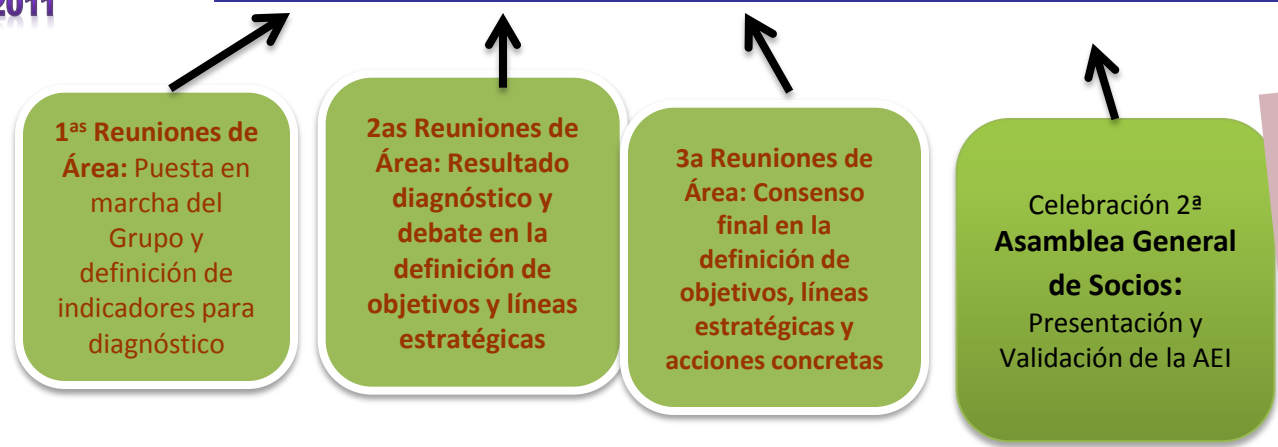 2011
1as Reuniones de
Área: Puesta en
marcha del
Grupo y
definición de
indicadores para
diagnóstico
2as Reuniones de
Área: Resultado
diagnóstico y
debate en la
definición de
objetivos y líneas
estratégicas
3a Reuniones de
Área: Consenso
final en la
definición de
objetivos, líneas
estratégicas y
acciones concretas
Celebración 2ª
Asamblea General
de Socios:
Presentación y
Validación de la AEI